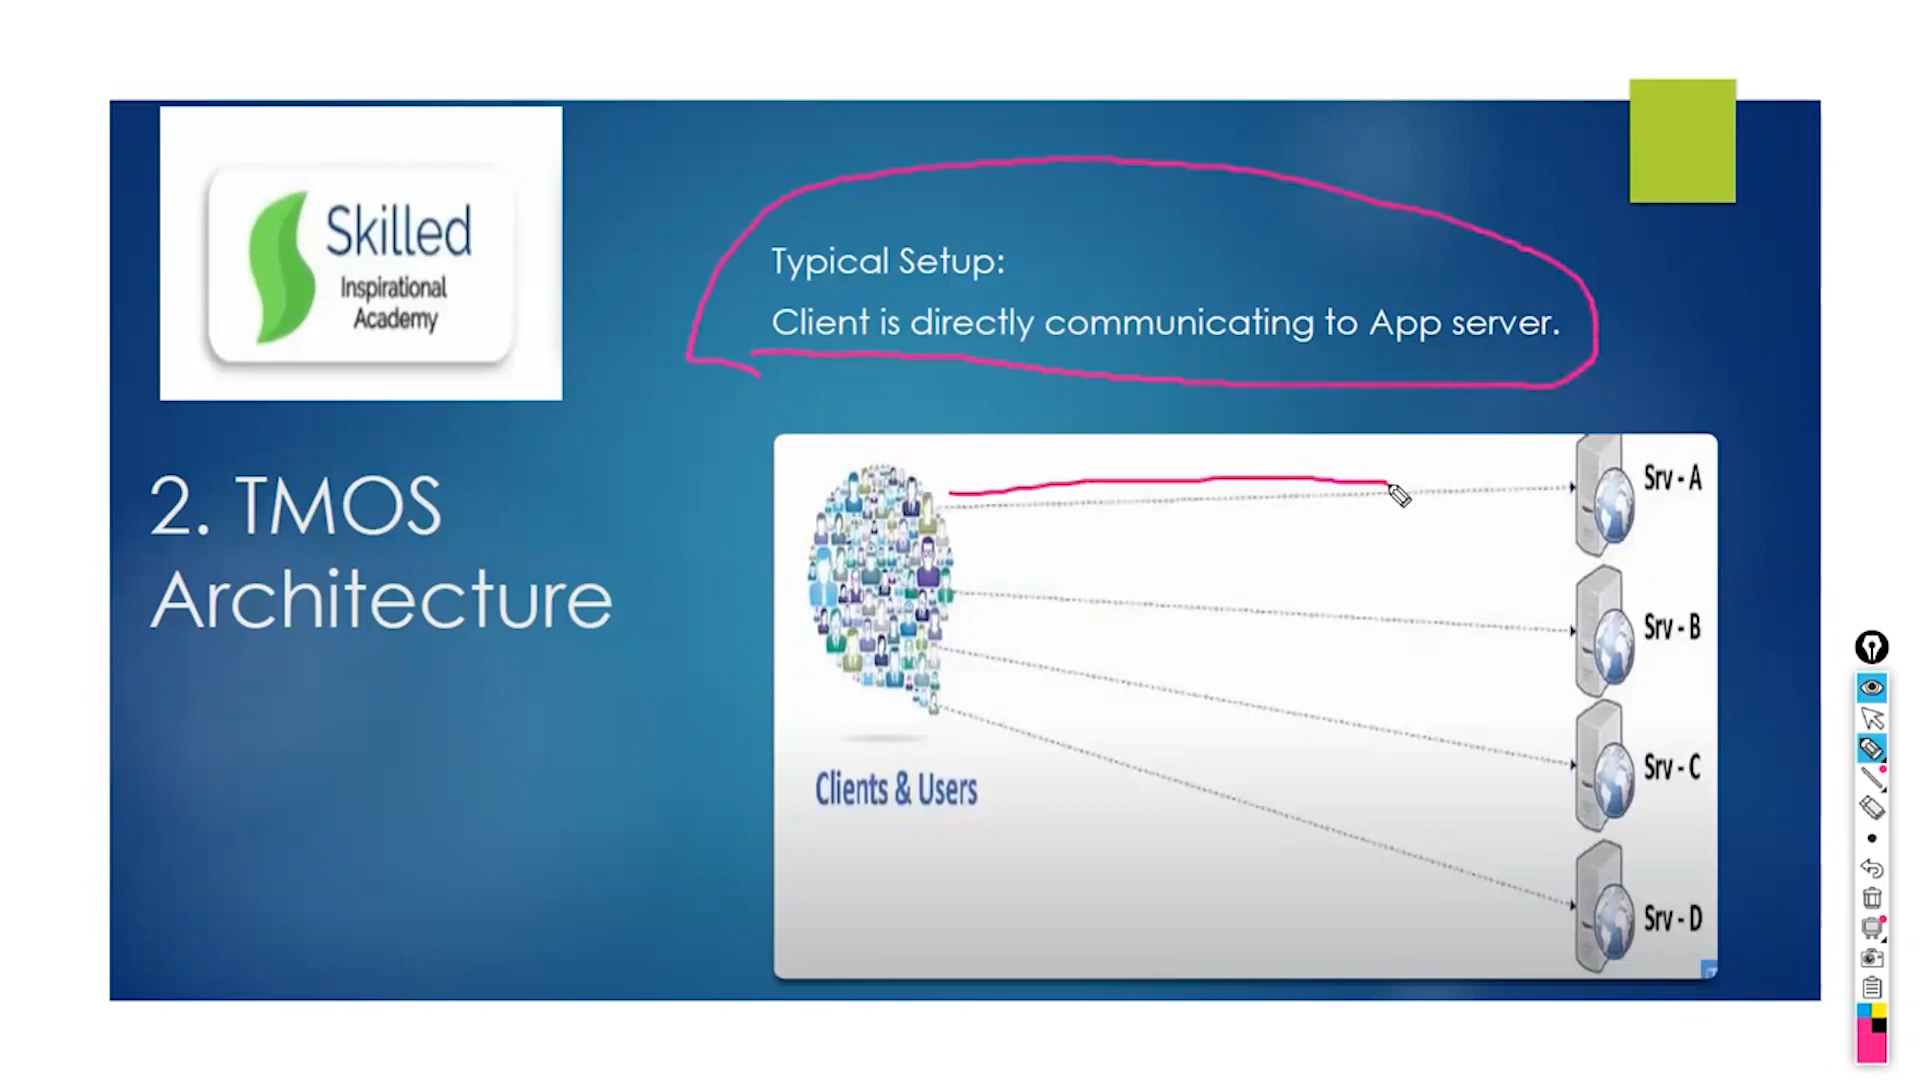 Skilled
Inspirational
Academy
Typical Setup:
Client is directly communicating to App server.
2. TMOS
Architecture
Srv - A
Srv - B
Srv - C
Srv - D
Clients & Users